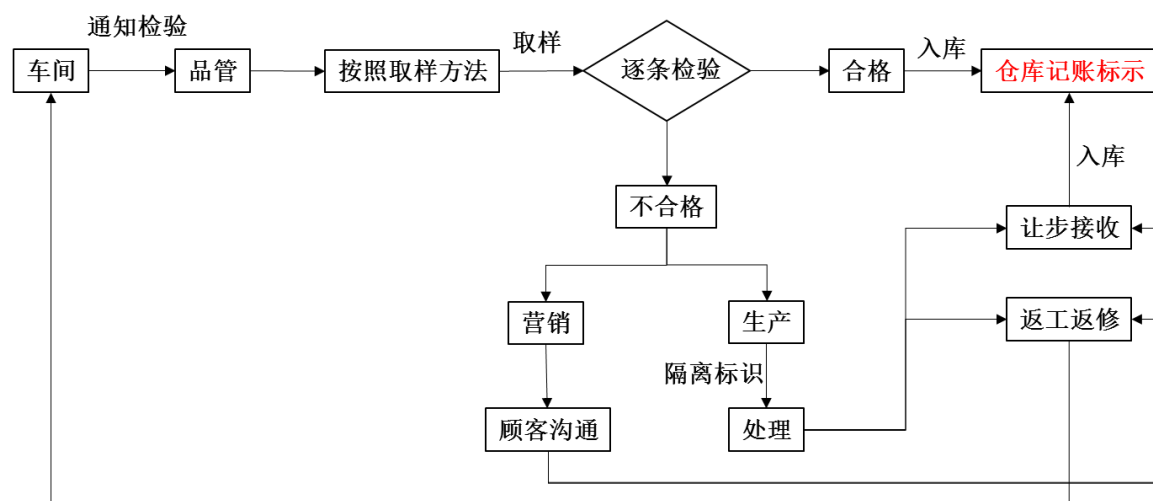 通知检验
取样
入库
车间
品管
按照取样方法
逐条检验
合格
仓库记账标示
入库
不合格
让步接收
营销
生产
返工返修
隔离标识
顾客沟通
处理